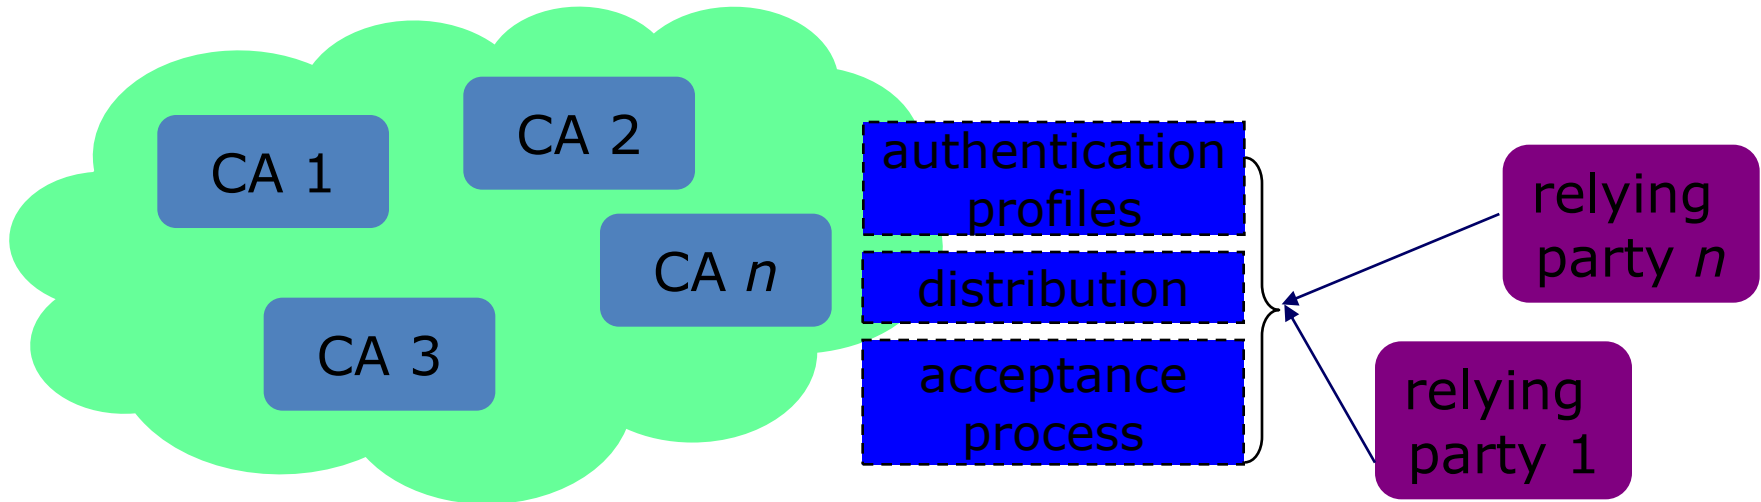 CA 1
CA 2
CA n
CA 3
authentication
profiles
distribution
acceptance
process
relying
party n
relying
party 1